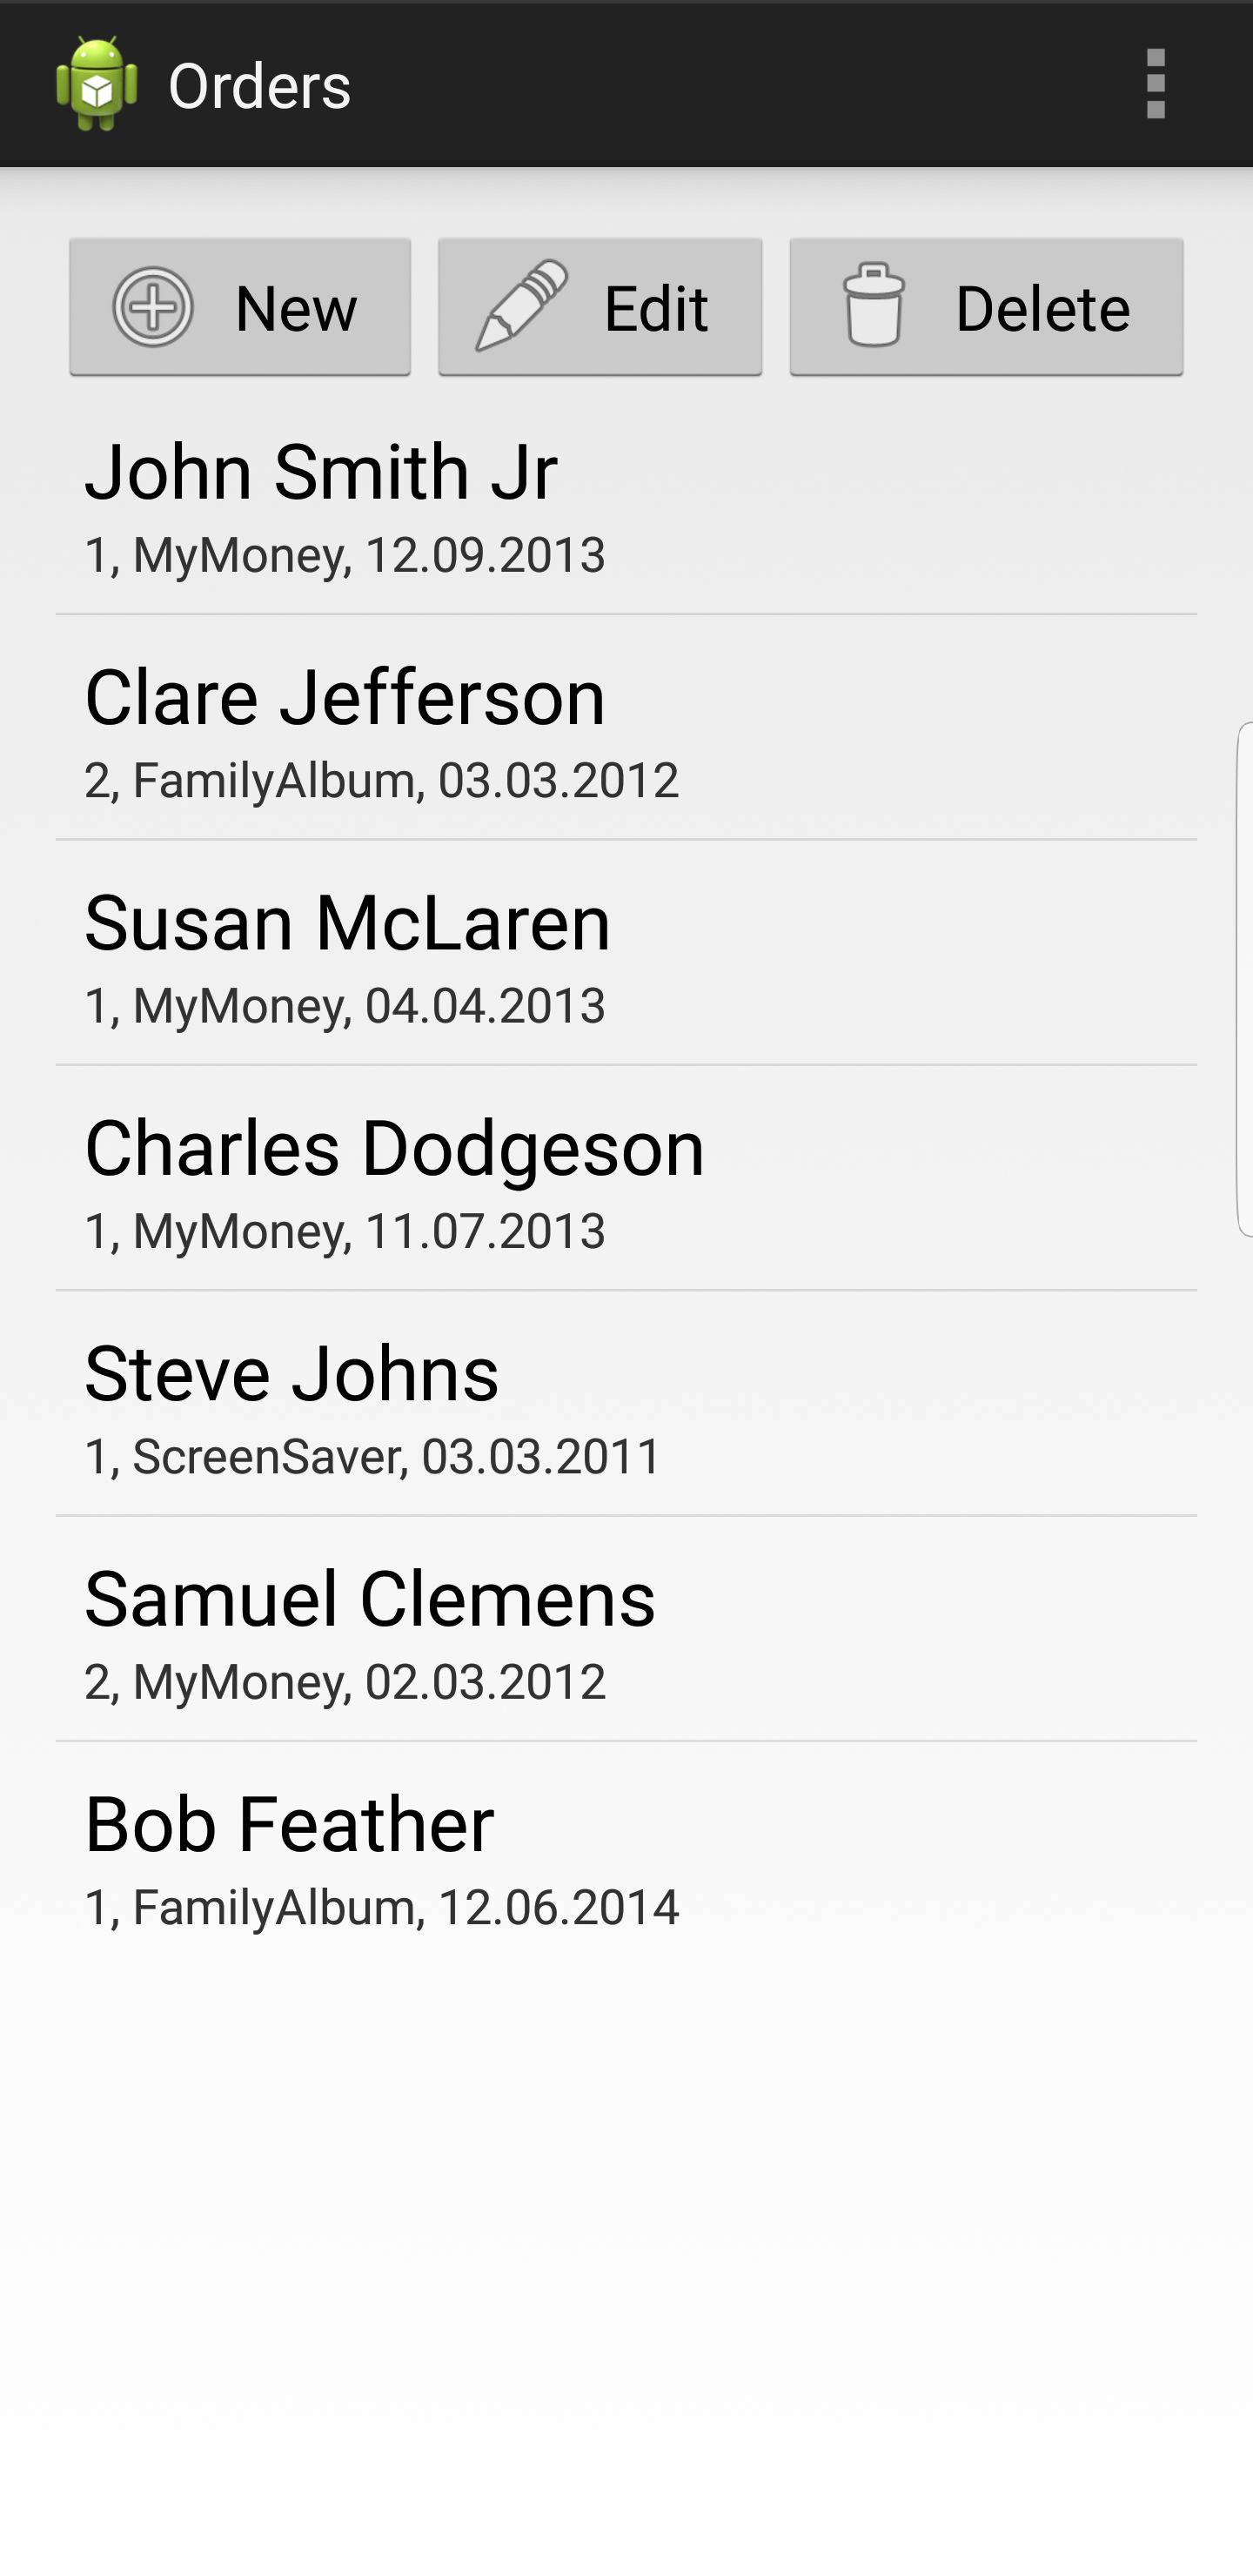 Orders
New Edit Delete
John Smith Jr
1, MyMoney, 12.09.2013
Clare Jefferson
2, FamilyAlbum, 03.03.2012
Susan McLaren
1, MyMoney, 04.04.2013
Charles Dodgeson
1, MyMoney, 11.07.2013
Steve Johns
1, ScreenSaver, 03.03.2011
Samuel Clemens
2, MyMoney, 02.03.2012
Bob Feather
1, FamilyAlbum, 12.06.2014